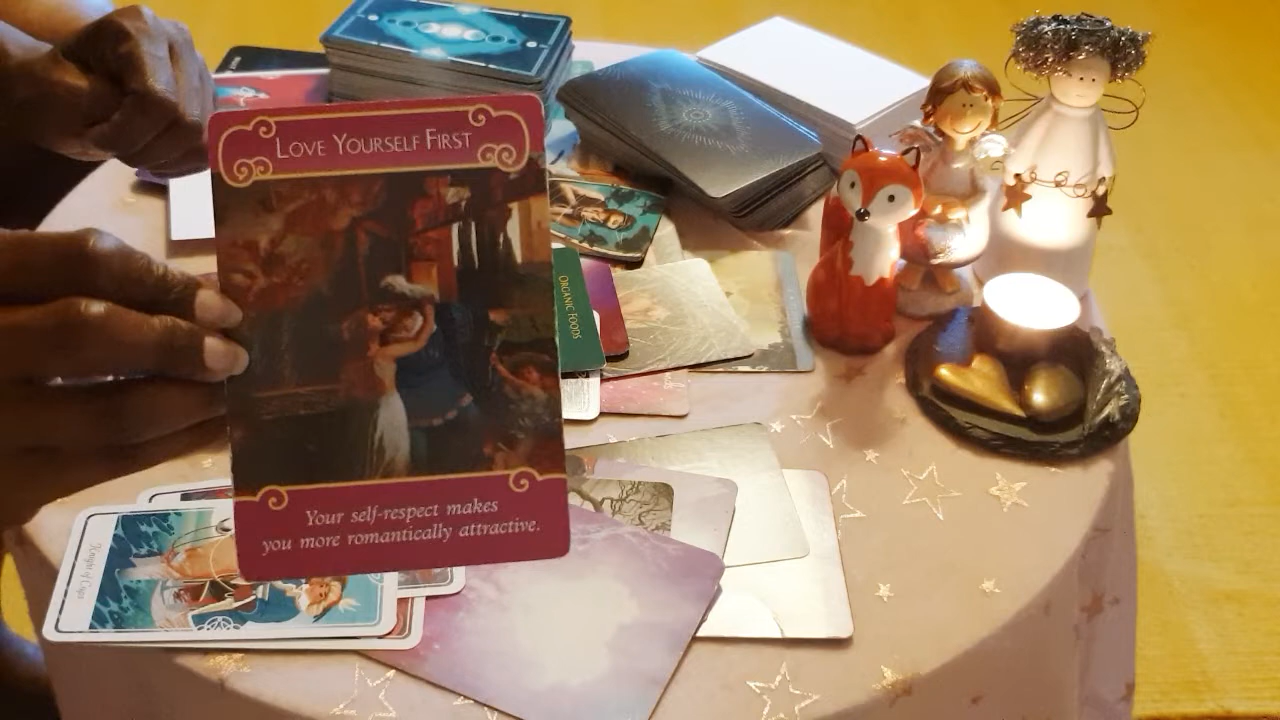 LOVE YOURSELF FIRST
Your self-respect makes
you more romantically attractive.
ORGANIC FOODS
Knight of Cups